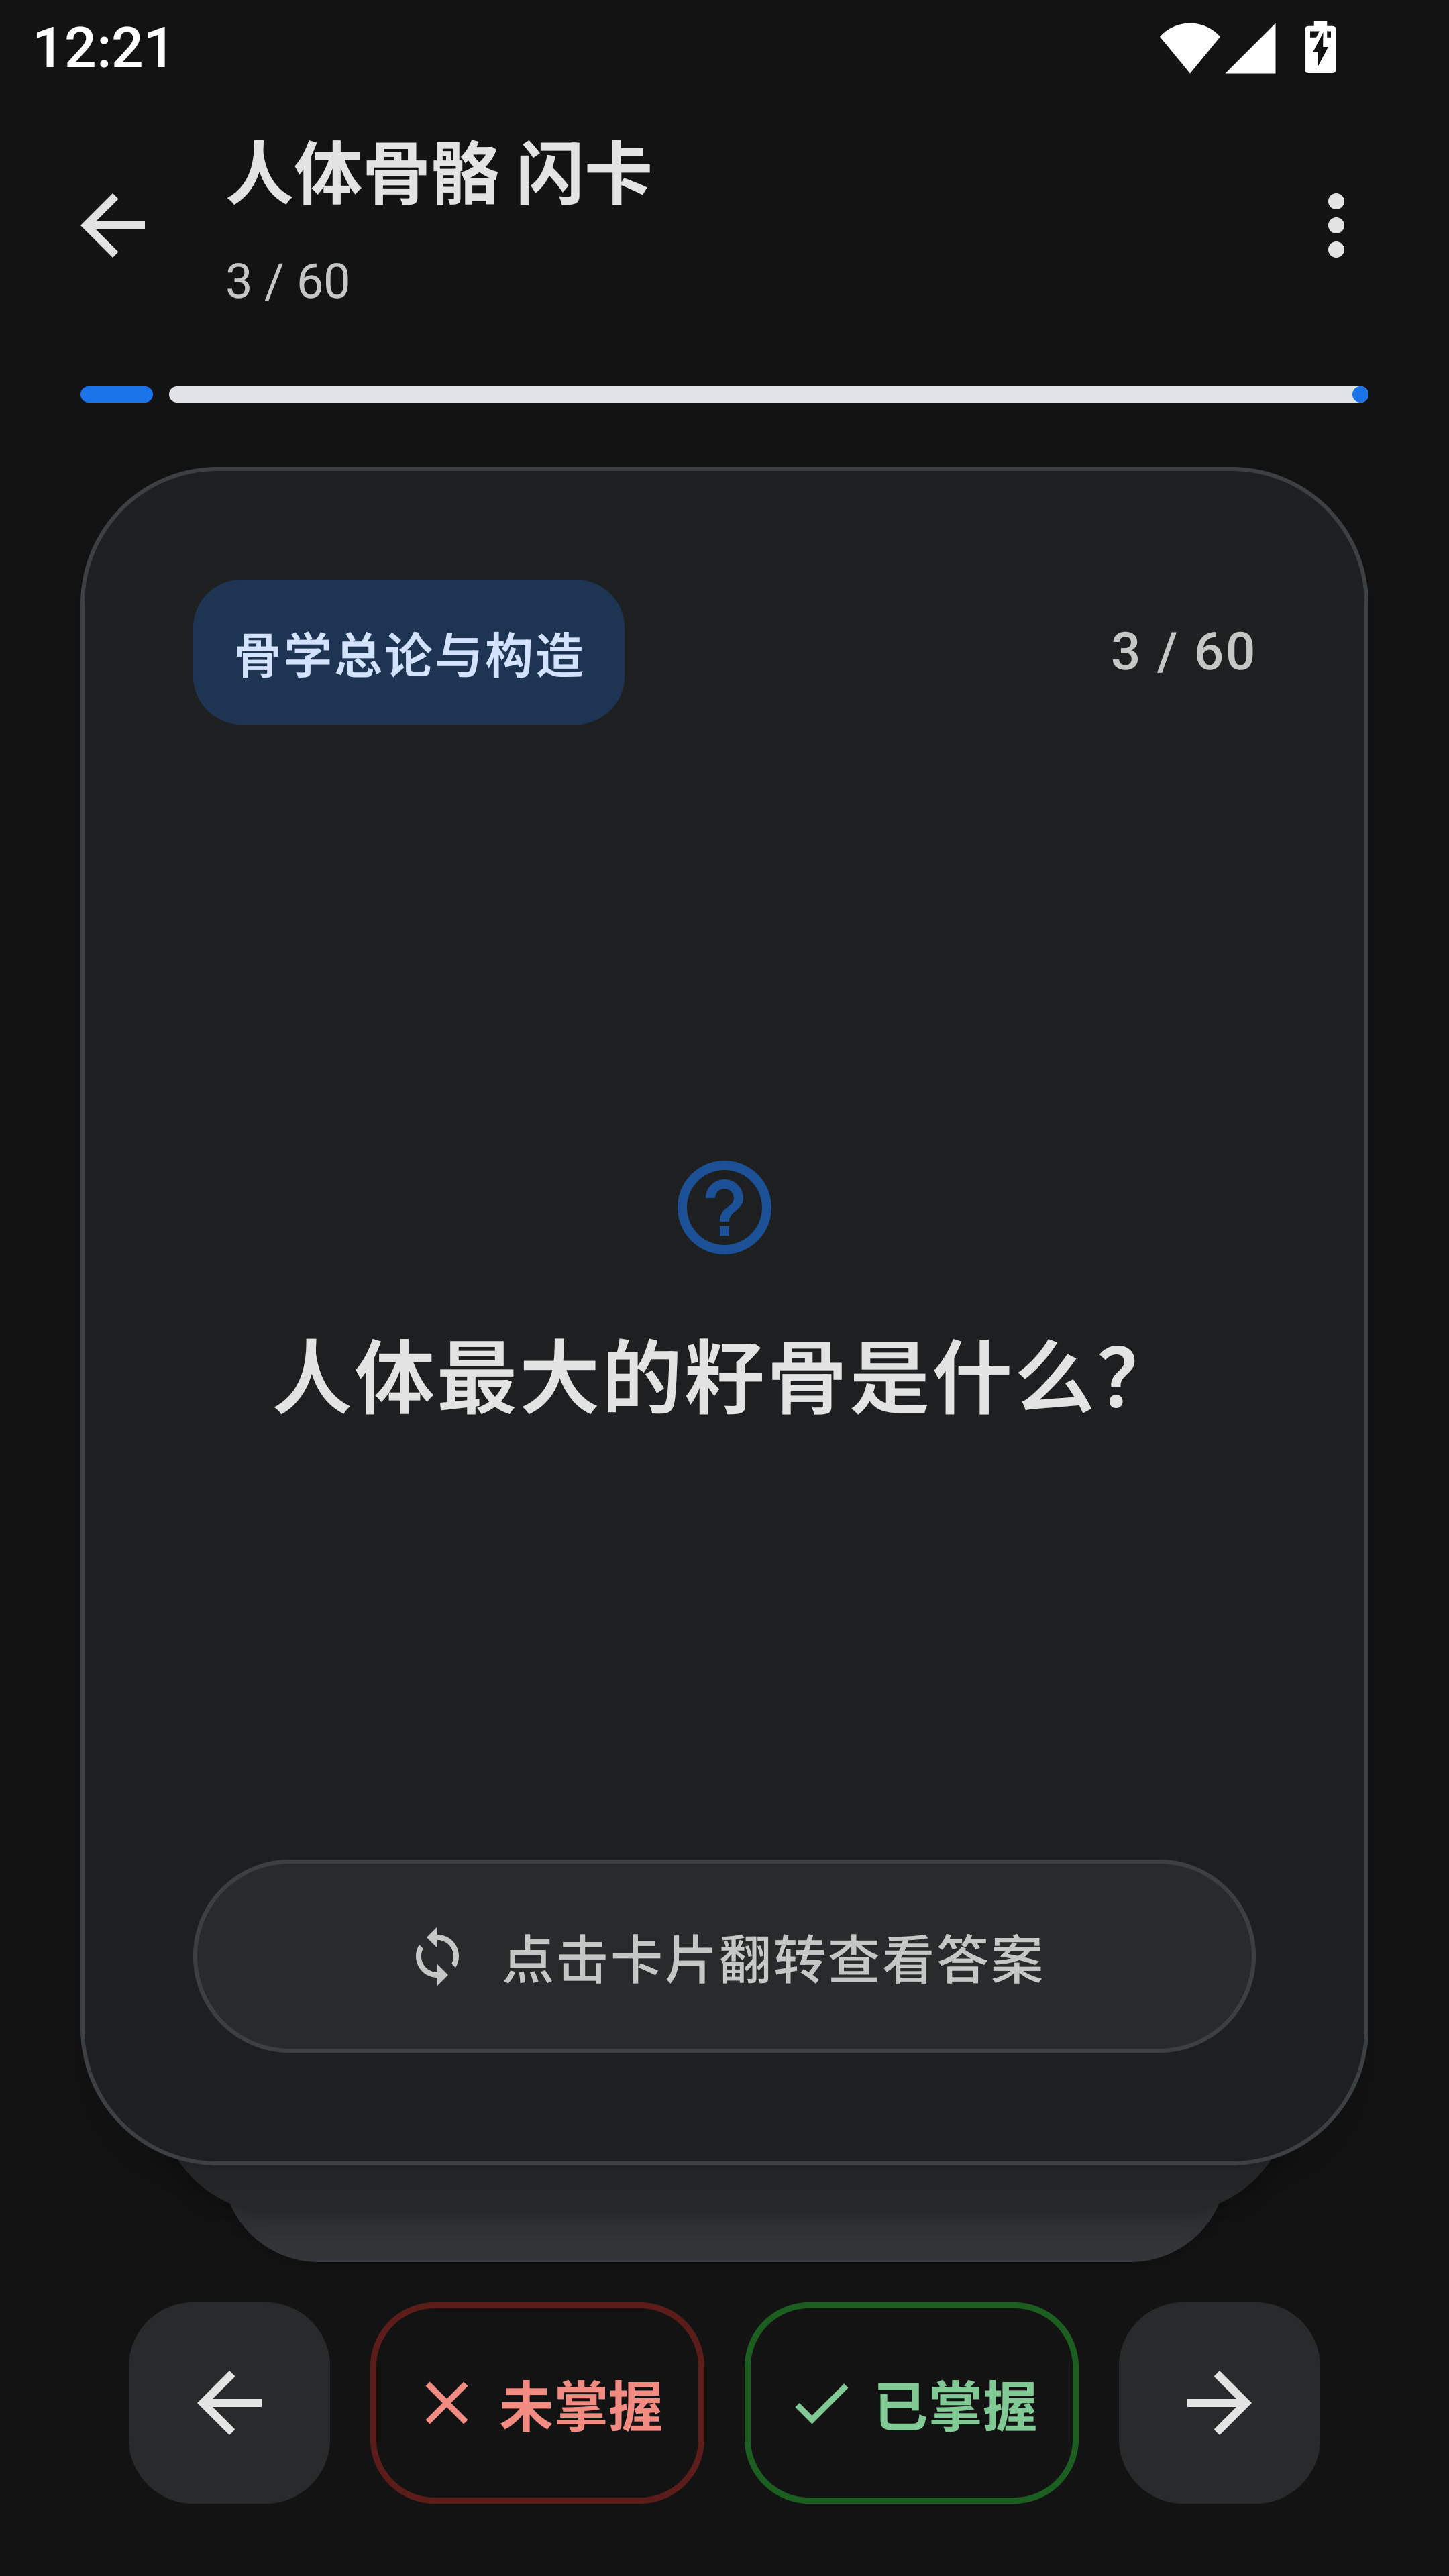 12:21
人体骨骼 闪卡
3 / 60
骨学总论与构造
3 / 60
人体最大的籽骨是什么？
点击卡片翻转查看答案
未掌握
已掌握